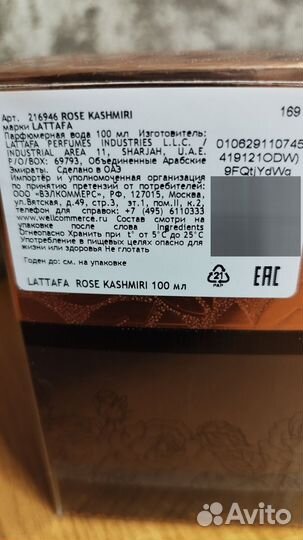 Арт. 216946 ROSE KASHMIRI
марки LATTAFA
Парфюмерная вода 100 мл Изготовитель:
LATTAFA PERFUMES INDUSTRIES L.L.C. /
INDUSTRIAL AREA 11, SHARJAH, U.A.E.
P/O/BOX: 69793, Объединенные Арабские
Эмираты. Сделано в ОАЭ
Импортер и уполномоченная организация
по принятию претензий от потребителей:
ООО «ВЭЛКОММЕРС», РФ, 127015, Москва,
ул.Вятская, д.49, стр.3, эт.1, пом.II, к.2,
телефон для справок: +7 (495) 6110333
www.wellcommerce.ru Состав смотри на
упаковке после слова Ingredients
Огнеопасно Хранить при t° от 5°C до 25°C
Употребление в пищевых целях опасно для
жизни или здоровья Не глотать
Годен до: см. на упаковке
LATTAFA ROSE KASHMIRI 100 мл
169
010629110745
419121ODW)
9FQtjYdWq
21
PAP
EAC
Avito